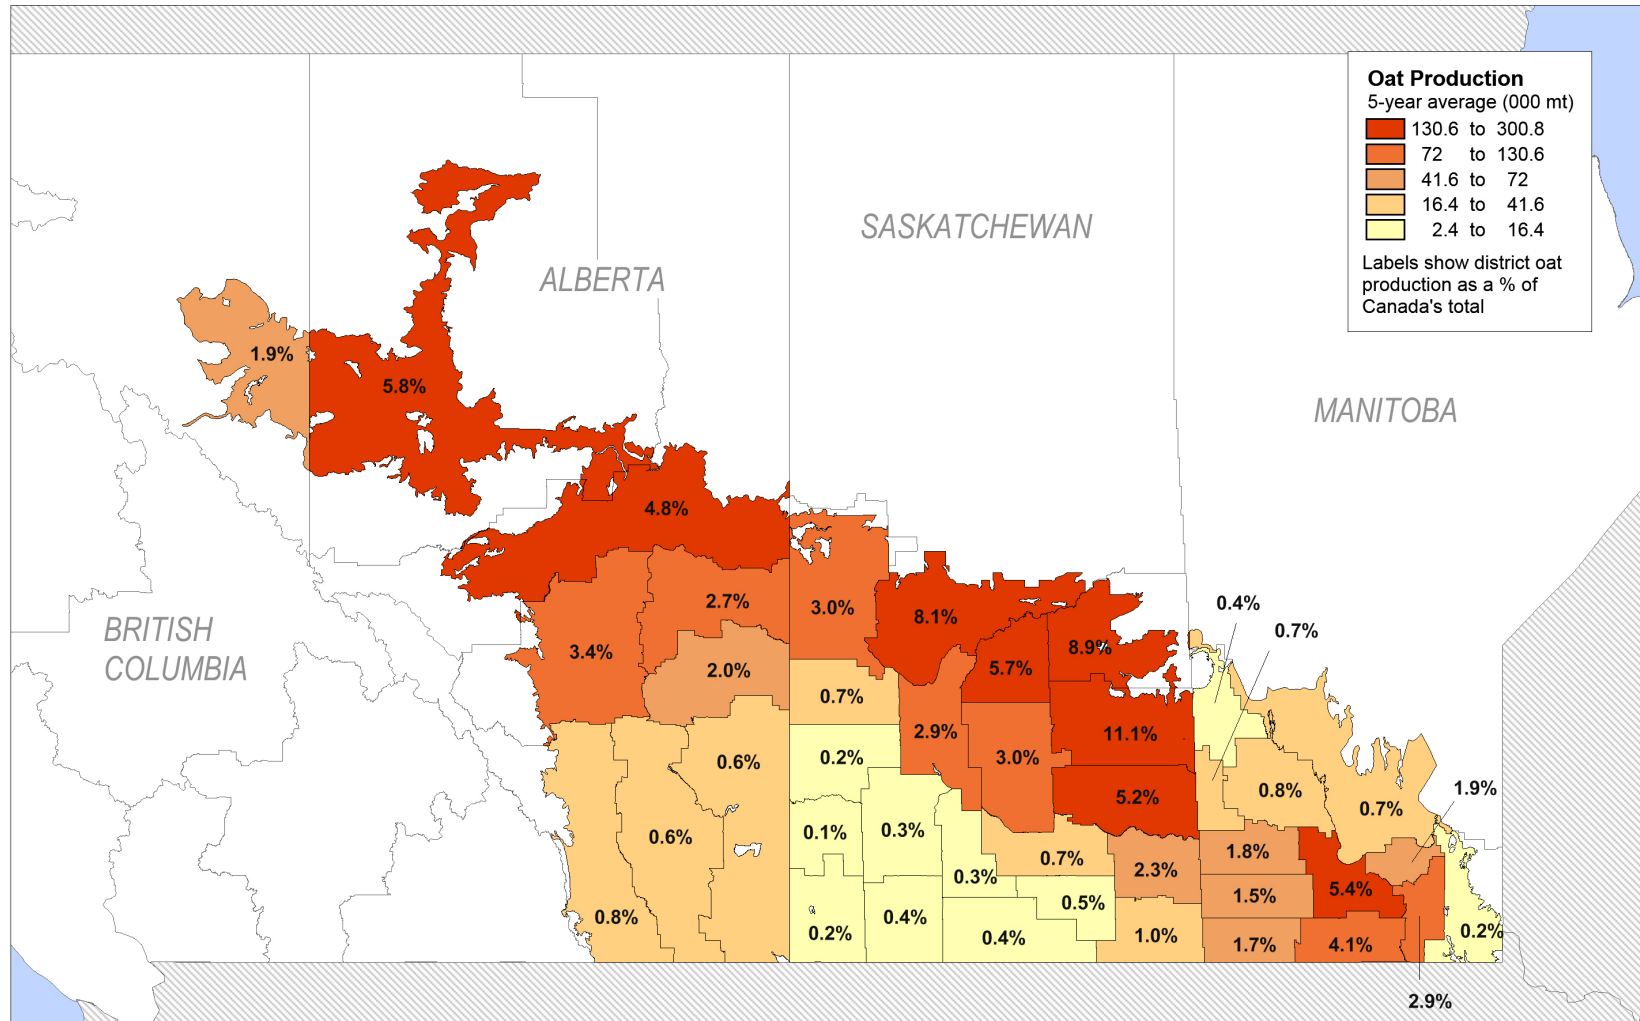 Oat Production
5-year average (000 mt)
130.6 to 300.8
72 to 130.6
41.6 to 72
16.4 to 41.6
2.4 to 16.4
Labels show district oat
production as a % of
Canada's total
SASKATCHEWAN
ALBERTA
MANITOBA
BRITISH
COLUMBIA
1.9%
5.8%
4.8%
2.7%
3.0%
8.1%
0.4%
0.7%
3.4%
2.0%
0.7%
5.7%
8.9%
0.6%
0.2%
2.9%
3.0%
11.1%
5.2%
0.8%
0.7%
1.9%
0.6%
0.1%
0.3%
0.7%
2.3%
1.8%
0.3%
0.5%
1.5%
5.4%
0.8%
0.2%
0.4%
0.4%
1.0%
1.7%
4.1%
0.2%
2.9%